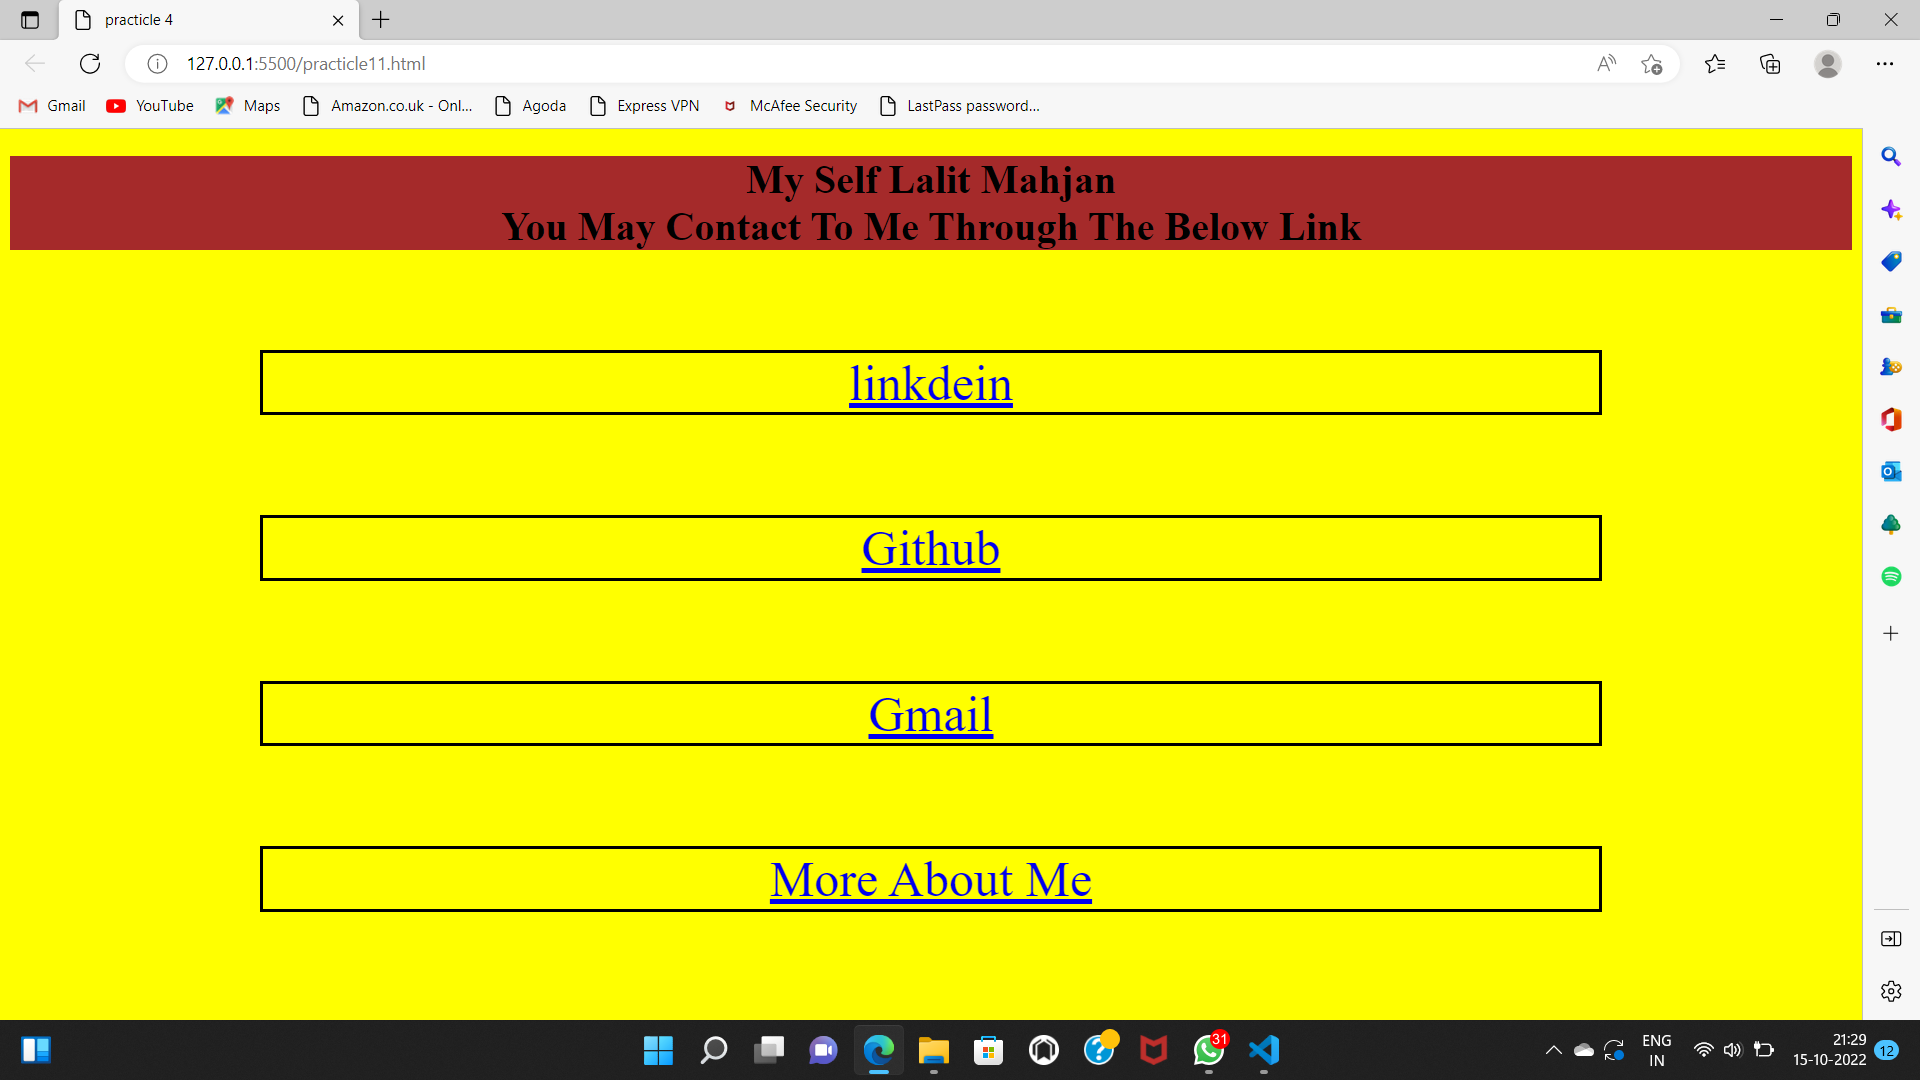 practicle 4
127.0.0.1:5500/practicle11.html
Gmail YouTube Maps Amazon.co.uk - Onl... Agoda Express VPN McAfee Security LastPass password...
My Self Lalit Mahjan
You May Contact To Me Through The Below Link
linkdein
Github
Gmail
More About Me
31
ENG
IN
21:29
15-10-2022
12